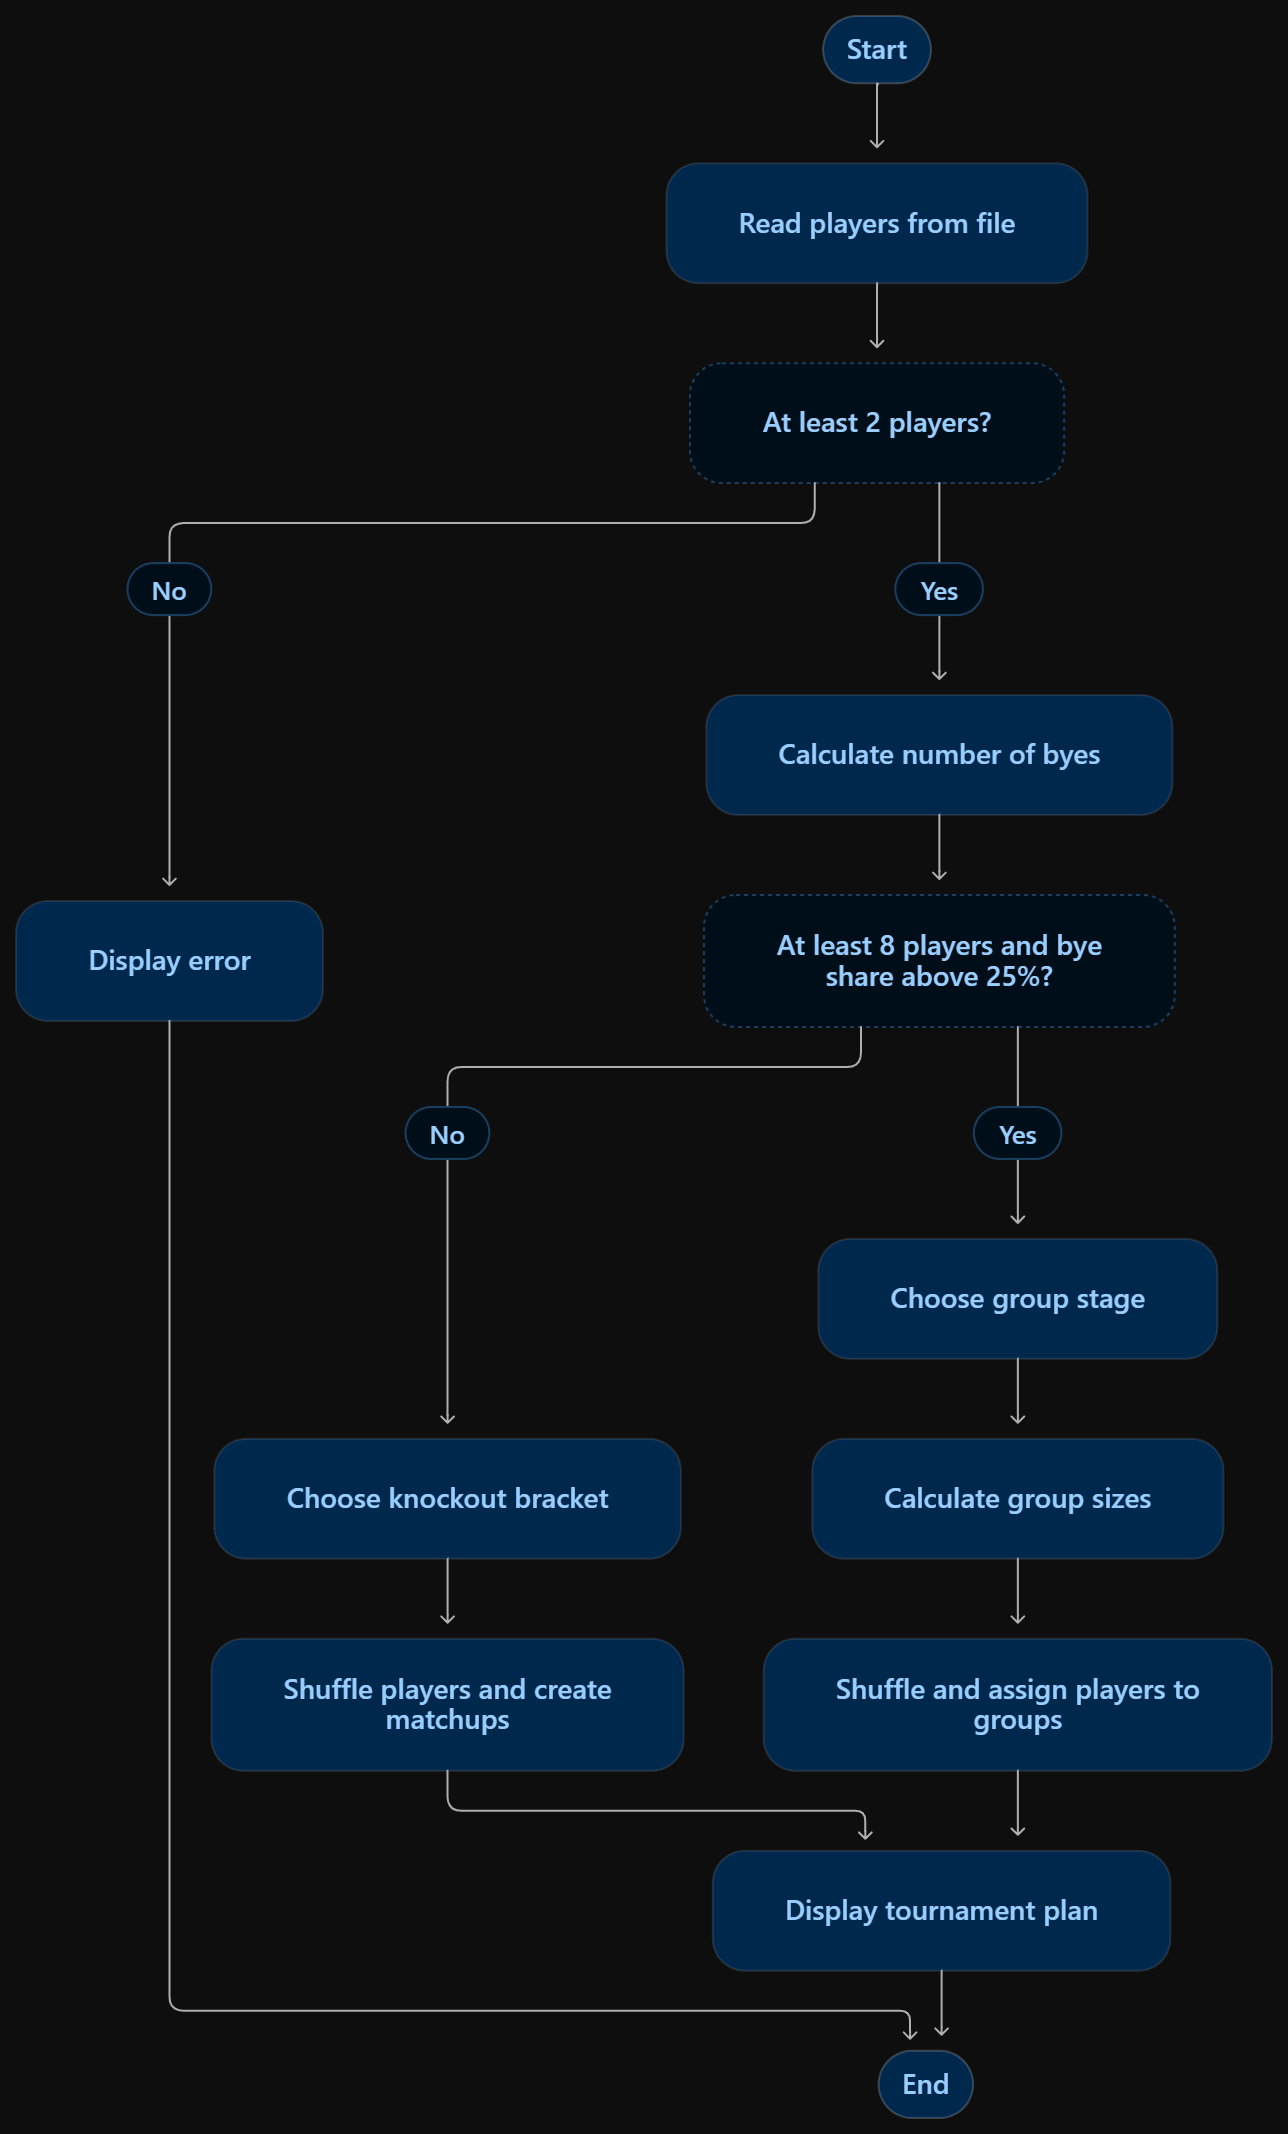 Start
Read players from file
At least 2 players?
No
Yes
Calculate number of byes
Display error
At least 8 players and bye
share above 25%?
No
Yes
Choose group stage
Choose knockout bracket
Calculate group sizes
Shuffle players and create
matchups
Shuffle and assign players to
groups
Display tournament plan
End